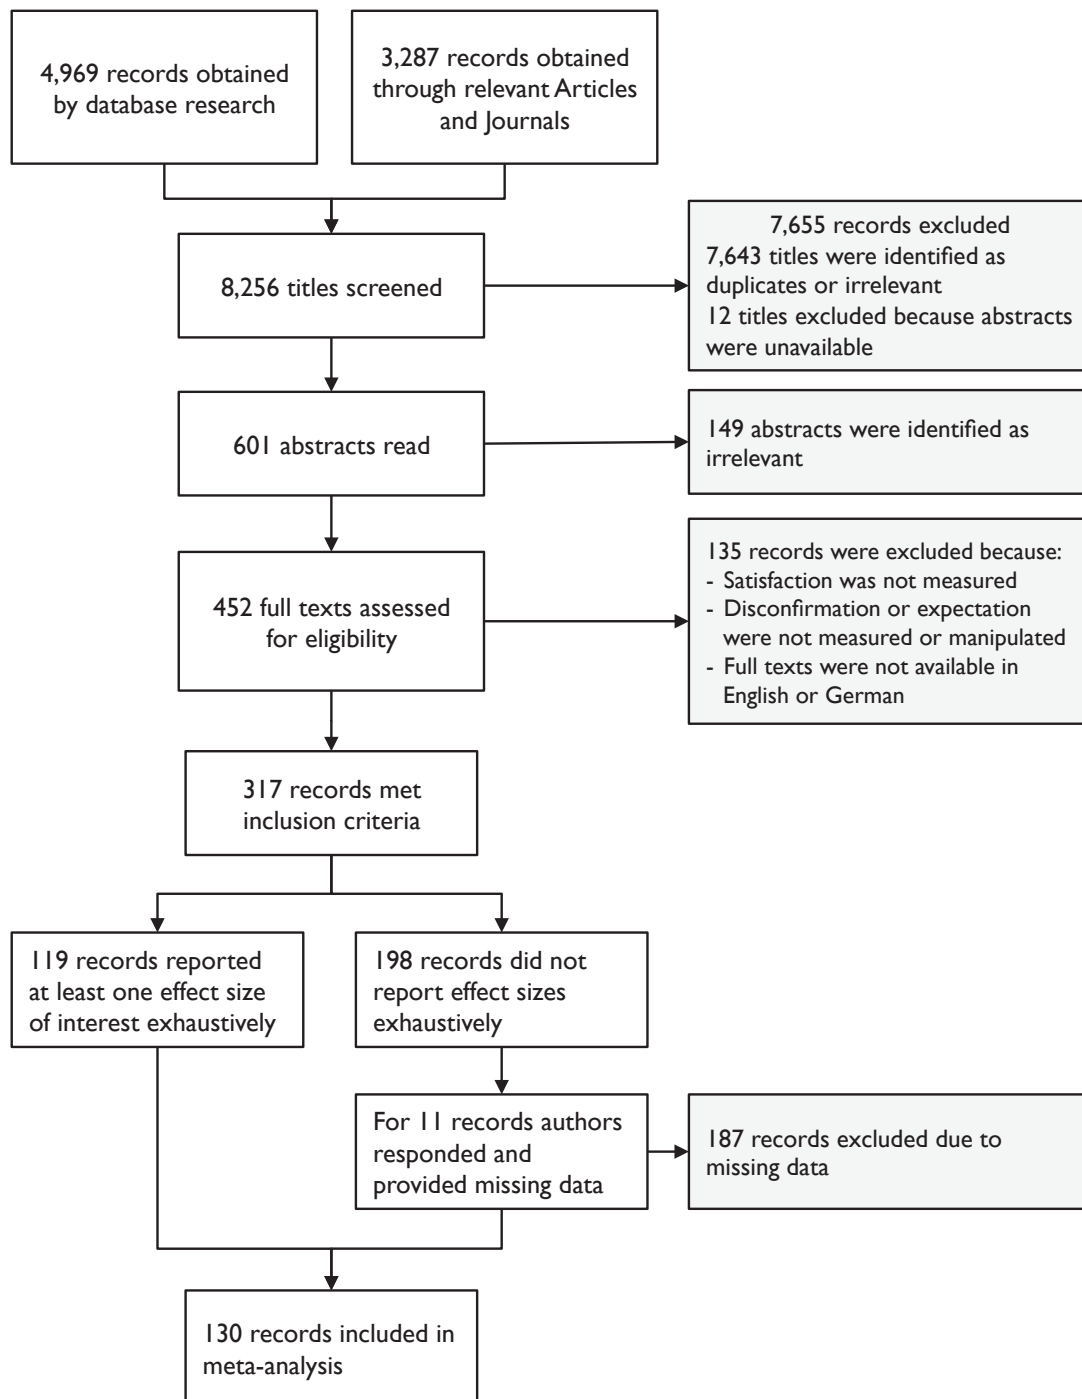 4,969 records obtained
by database research
3,287 records obtained
through relevant Articles
and Journals
8,256 titles screened
7,655 records excluded
7,643 titles were identified as
duplicates or irrelevant
12 titles excluded because abstracts
were unavailable
601 abstracts read
149 abstracts were identified as
irrelevant
452 full texts assessed
for eligibility
135 records were excluded because:
- Satisfaction was not measured
- Disconfirmation or expectation
were not measured or manipulated
- Full texts were not available in
English or German
317 records met
inclusion criteria
119 records reported
at least one effect size
of interest exhaustively
198 records did not
report effect sizes
exhaustively
For 11 records authors
responded and
provided missing data
187 records excluded due to
missing data
130 records included in
meta-analysis